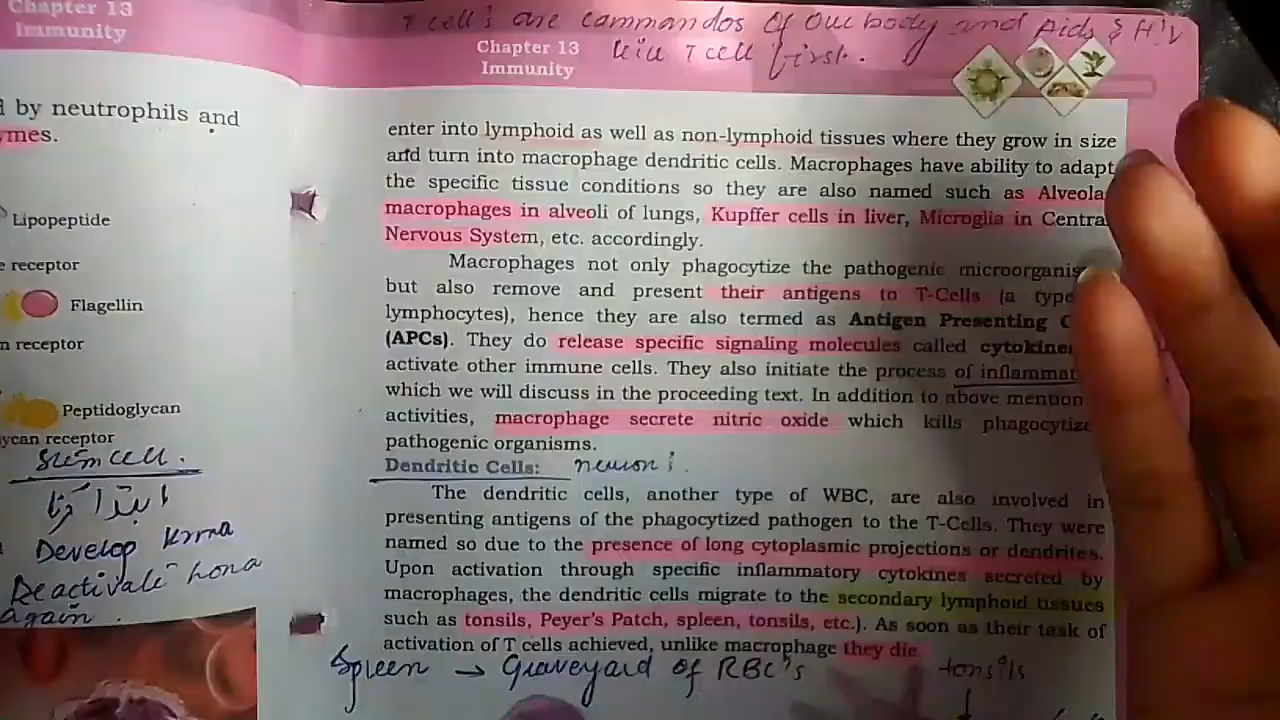 Chapter 13
Immunity
d by neutrophils and
ymes.
Lipopeptide
e receptor
Flagellin
n receptor
Peptidoglycan
ycan receptor
Stem cell.
ابتدا کرنا
Develop krna
Reactivate hona
again.
T cell's are cammandos of our body and Aids & HIV
kill T cell first.
Chapter 13
Immunity
enter into lymphoid as well as non-lymphoid tissues where they grow in size
and turn into macrophage dendritic cells. Macrophages have ability to adapt
the specific tissue conditions so they are also named such as Alveola
macrophages in alveoli of lungs, Kupffer cells in liver, Microglia in Centra
Nervous System, etc. accordingly.
Macrophages not only phagocytize the pathogenic microorganis
but also remove and present their antigens to T-Cells (a type
lymphocytes), hence they are also termed as Antigen Presenting C
(APCs). They do release specific signaling molecules called cytokine
activate other immune cells. They also initiate the process of inflammat
which we will discuss in the proceeding text. In addition to above mention
activities, macrophage secrete nitric oxide which kills phagocytize
pathogenic organisms.
Dendritic Cells: neuron
The dendritic cells, another type of WBC, are also involved in
presenting antigens of the phagocytized pathogen to the T-Cells. They were
named so due to the presence of long cytoplasmic projections or dendrites.
Upon activation through specific inflammatory cytokines secreted by
macrophages, the dendritic cells migrate to the secondary lymphoid tissues
such as tonsils, Peyer's Patch, spleen, tonsils, etc.). As soon as their task of
activation of T cells achieved, unlike macrophage they die
Spleen → Graveyard of RBC's
tonsils